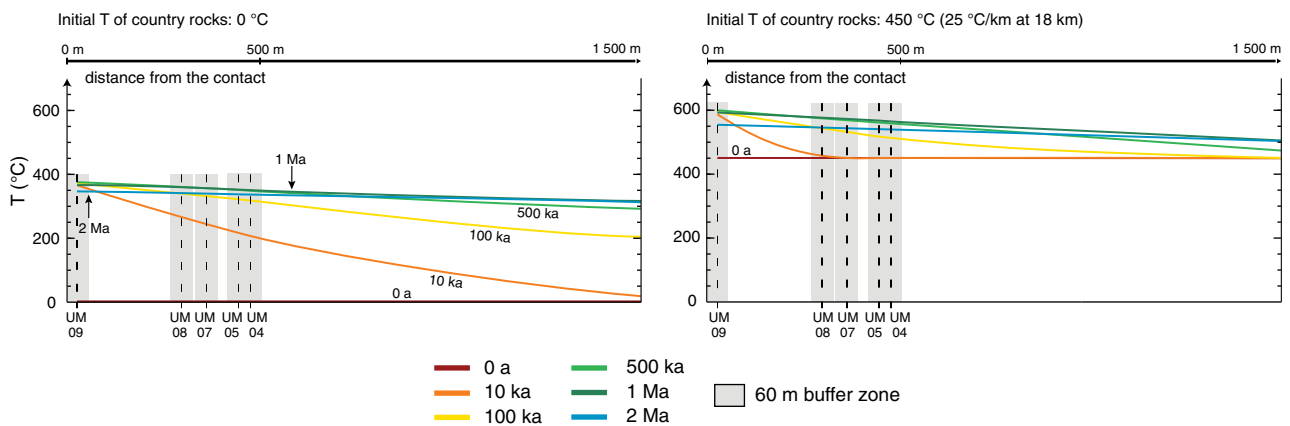 Initial T of country rocks: 0 °C
0 m
500 m
1 500 m
distance from the contact
T (°C)
600
400
200
0
1 Ma
2 Ma
500 ka
100 ka
10 ka
0 a
UM 09
UM 08
UM 07
UM 05
UM 04
Initial T of country rocks: 450 °C (25 °C/km at 18 km)
0 m
500 m
1 500 m
distance from the contact
600
400
200
0
0 a
UM 09
UM 08
UM 07
UM 05
UM 04
0 a
10 ka
100 ka
500 ka
1 Ma
2 Ma
60 m buffer zone